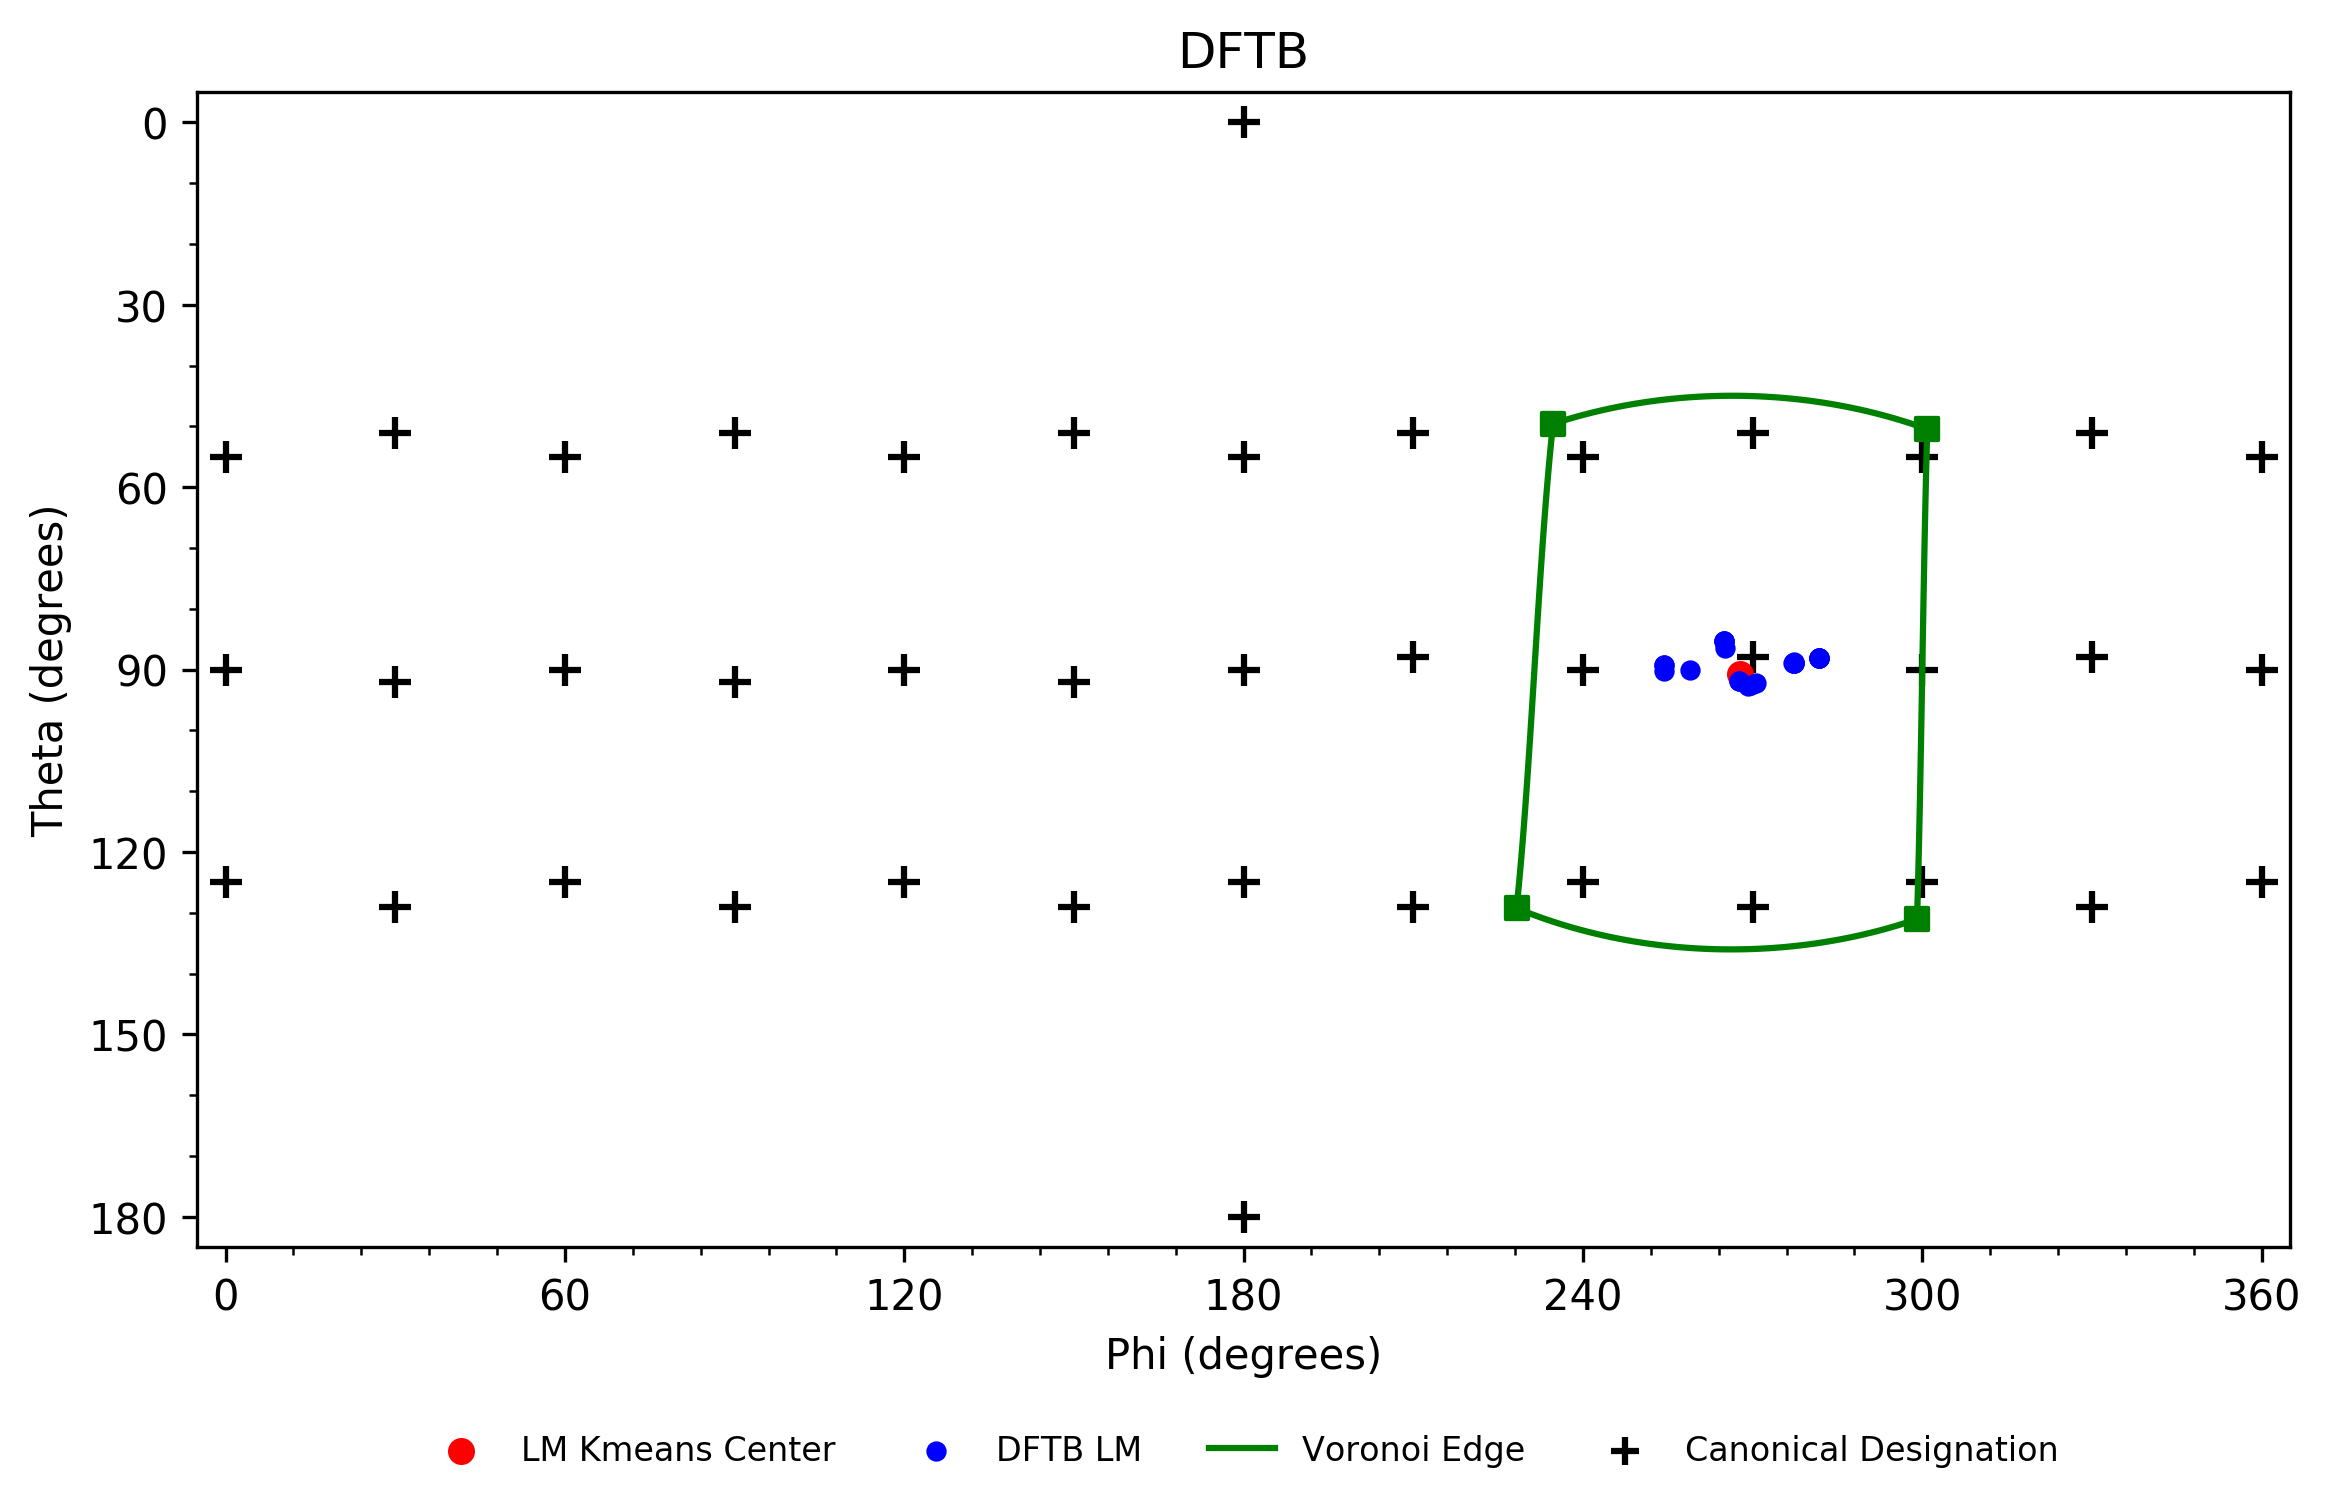 DFTB
0
30
60
90
120
150
180
Theta (degrees)
0 60 120 180 240 300 360
Phi (degrees)
LM Kmeans Center DFTB LM Voronoi Edge Canonical Designation